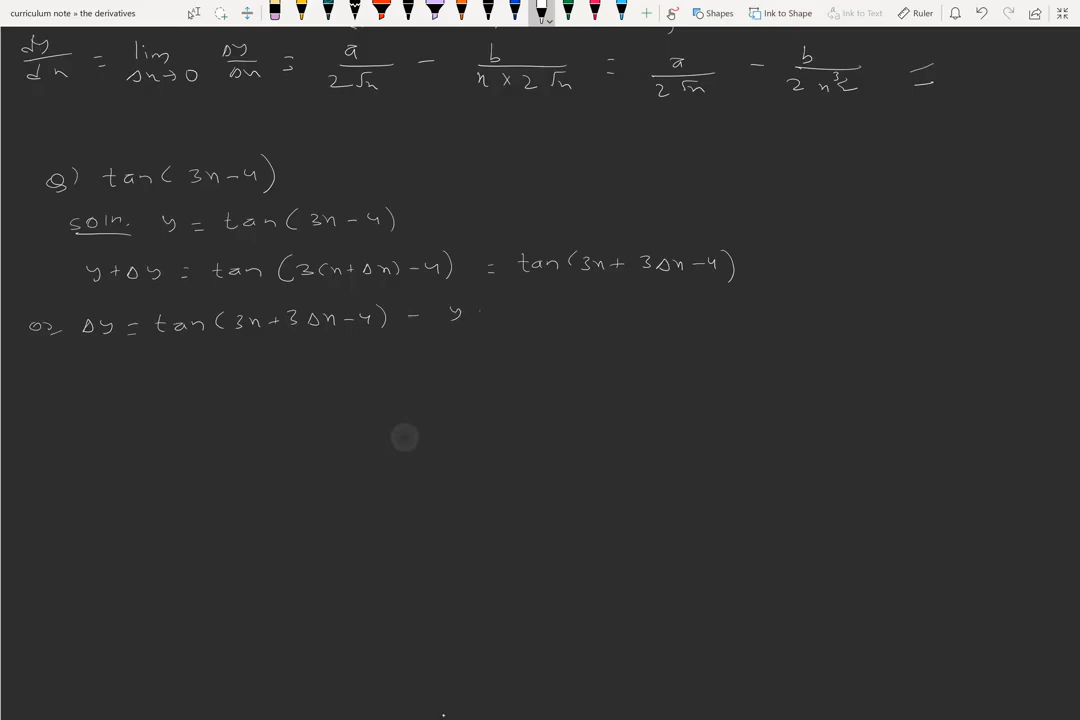 curriculum note » the derivatives
Shapes Ink to Shape Ink to Text Ruler
dy/dx = lim Δx→0 Δy/Δx = a/2√x - b/x × 2√x = a/2√x - b/2x^3/2
Q) tan(3x-4)
soln. y = tan(3x-4)
y+Δy = tan(3(x+Δx)-4) = tan(3x+3Δx-4)
or Δy = tan(3x+3Δx-4) - y